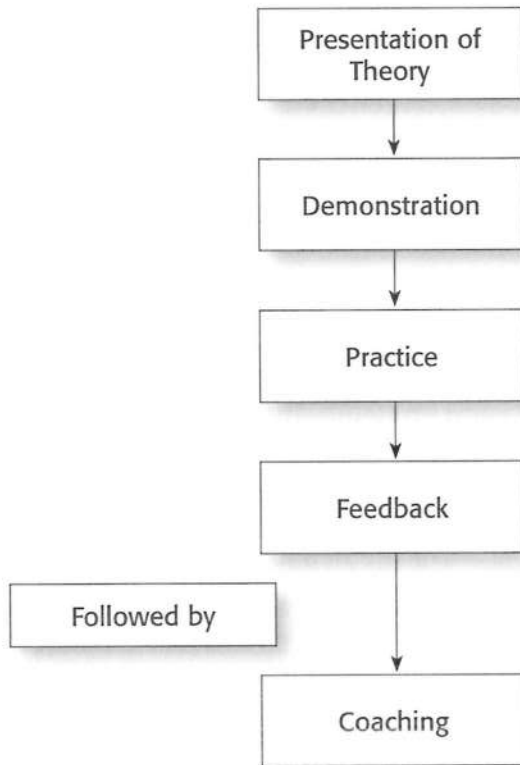 Presentation of
Theory
Demonstration
Practice
Feedback
Followed by
Coaching